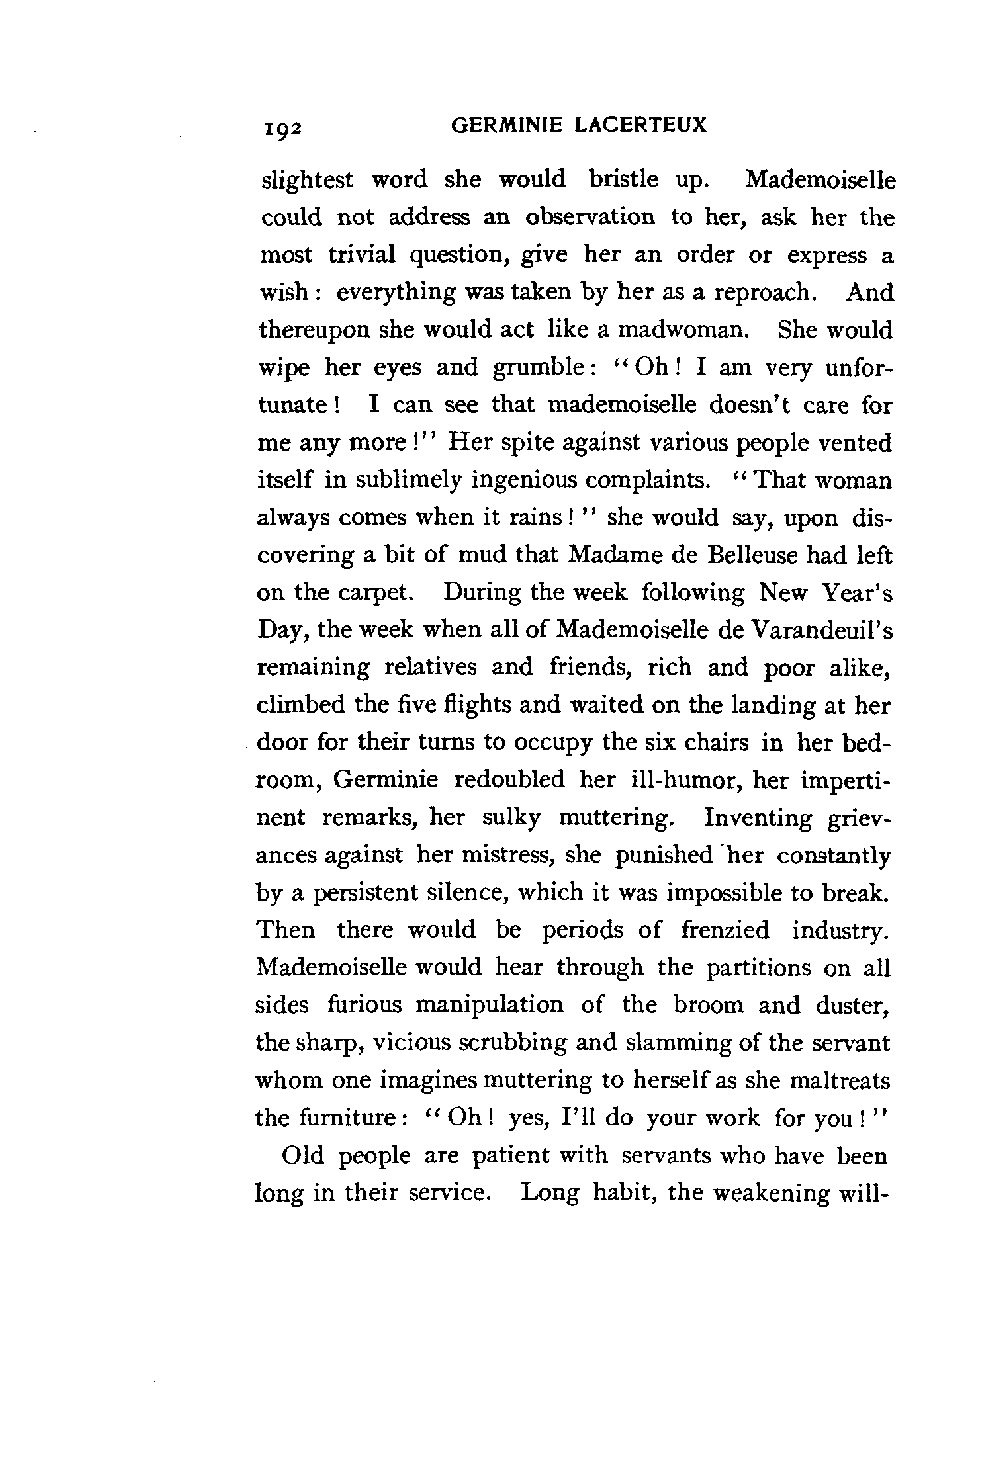 192 GERMINIE LACERTEUX
slightest word she would bristle up. Mademoiselle
could not address an observation to her, ask her the
most trivial question, give her an order or express a
wish : everything was taken by her as a reproach. And
thereupon she would act like a madwoman. She would
wipe her eyes and grumble : “ Oh ! I am very unfor-
tunate ! I can see that mademoiselle doesn’t care for
me any more !” Her spite against various people vented
itself in sublimely ingenious complaints. “ That woman
always comes when it rains ! ” she would say, upon dis-
covering a bit of mud that Madame de Belleuse had left
on the carpet. During the week following New Year’s
Day, the week when all of Mademoiselle de Varandeuil’s
remaining relatives and friends, rich and poor alike,
climbed the five flights and waited on the landing at her
door for their turns to occupy the six chairs in her bed-
room, Germinie redoubled her ill-humor, her imperti-
nent remarks, her sulky muttering. Inventing griev-
ances against her mistress, she punished her constantly
by a persistent silence, which it was impossible to break.
Then there would be periods of frenzied industry.
Mademoiselle would hear through the partitions on all
sides furious manipulation of the broom and duster,
the sharp, vicious scrubbing and slamming of the servant
whom one imagines muttering to herself as she maltreats
the furniture : “ Oh ! yes, I’ll do your work for you ! ”
Old people are patient with servants who have been
long in their service. Long habit, the weakening will-